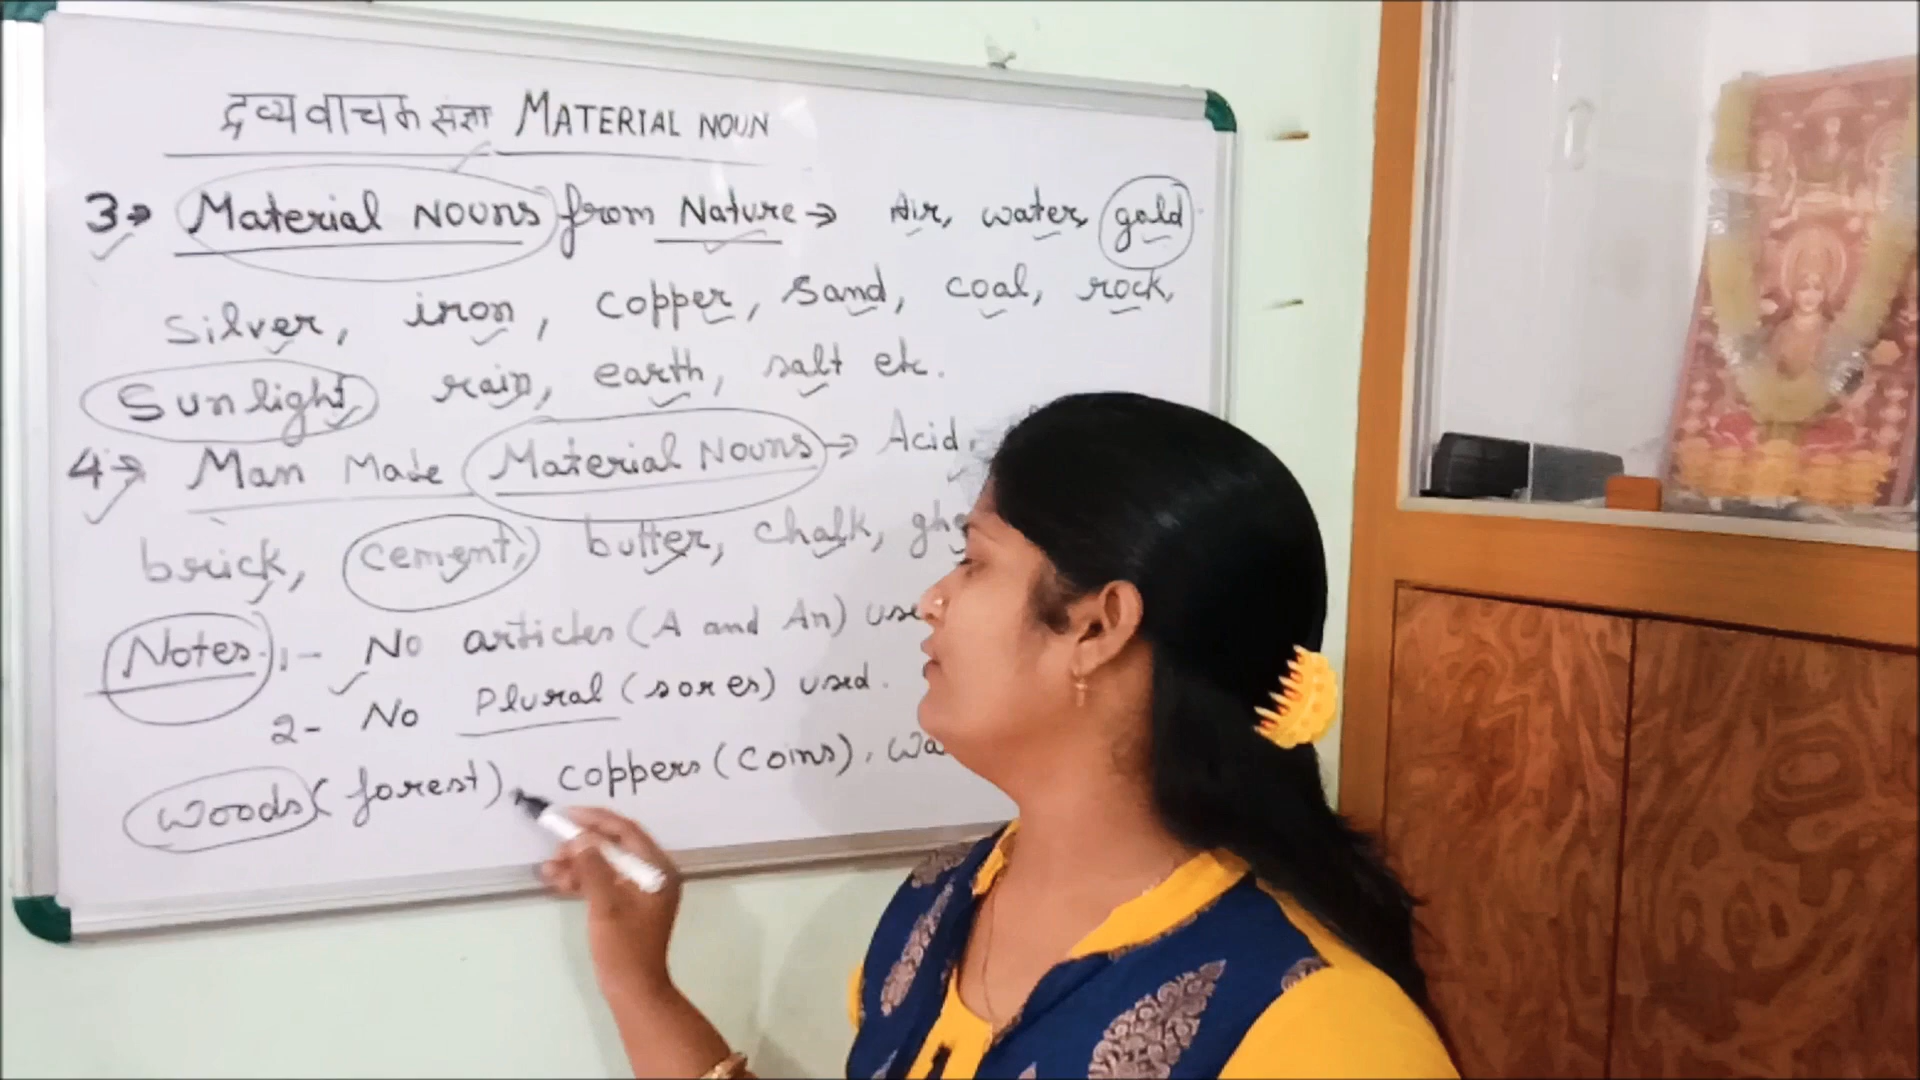 द्रव्यवाचक संज्ञा MATERIAL NOUN
3→ Material Nouns from Nature → Air, water, gold
Silver, iron, copper, sand, coal, rock,
Sunlight, rain, earth, salt etc.
4→ Man Made Material Nouns → Acid,
brick, cement, butter, chalk,
Notes:1- No articles (A and An)
2- No Plural (s or es) used.
woods (forest), coppers (coins),